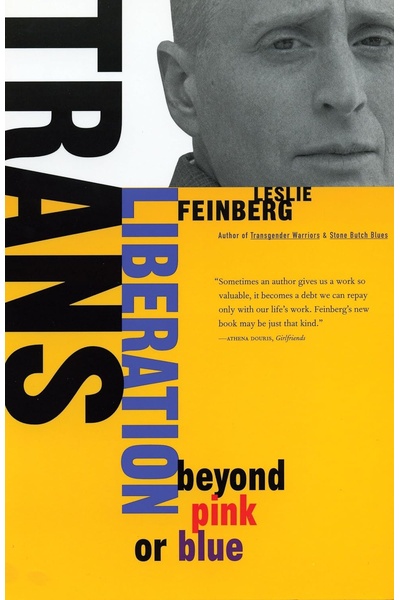 TRANS
LIBERATION
LESLIE
FEINBERG
Author of Transgender Warriors & Stone Butch Blues
“Sometimes an author gives us a work so
valuable, it becomes a debt we can repay
only with our life’s work. Feinberg’s new
book may be just that kind.”
—ATHENA DOURIS, Girlfriends
beyond
pink
or blue